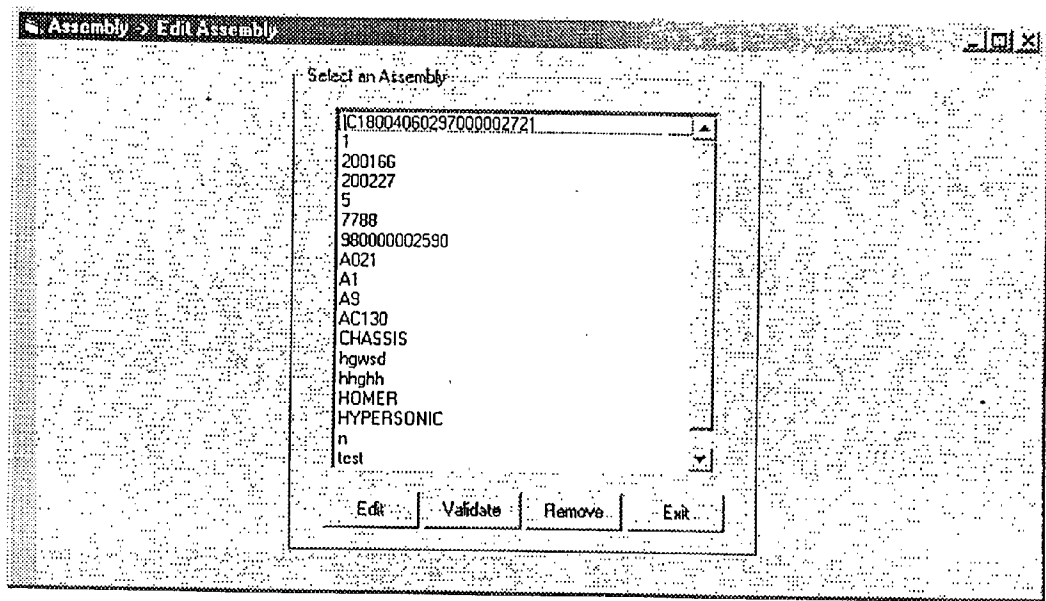 Assembly -> Edit Assembly
Select an Assembly
IC18004060297000002721
1
200166
200227
5
7788
980000002590
A021
A1
A9
AC130
CHASSIS
hgwsd
hhghh
HOMER
HYPERSONIC
n
test
Edit Validate Remove Exit